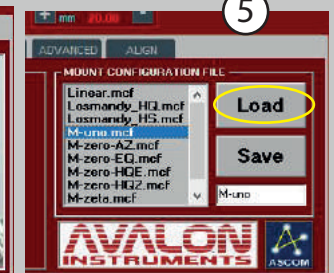 5
+ mm 20.00 -
ADVANCED ALIGN
MOUNT CONFIGURATION FILE
Linear.mcf
Losmandy_HQ.mcf
Losmandy_HS.mcf
M-uno.mcf
M-zero-AZ.mcf
M-zero-EQ.mcf
M-zero-HQE.mcf
M-zero-HQZ.mcf
M-zeta.mcf
Load
Save
M-uno
AVALON
INSTRUMENTS
ASCOM